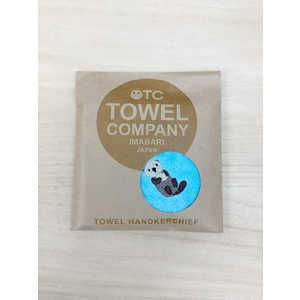 TC
TOWEL
COMPANY
IMABARI
JAPAN
TOWEL HANDKERCHIEF